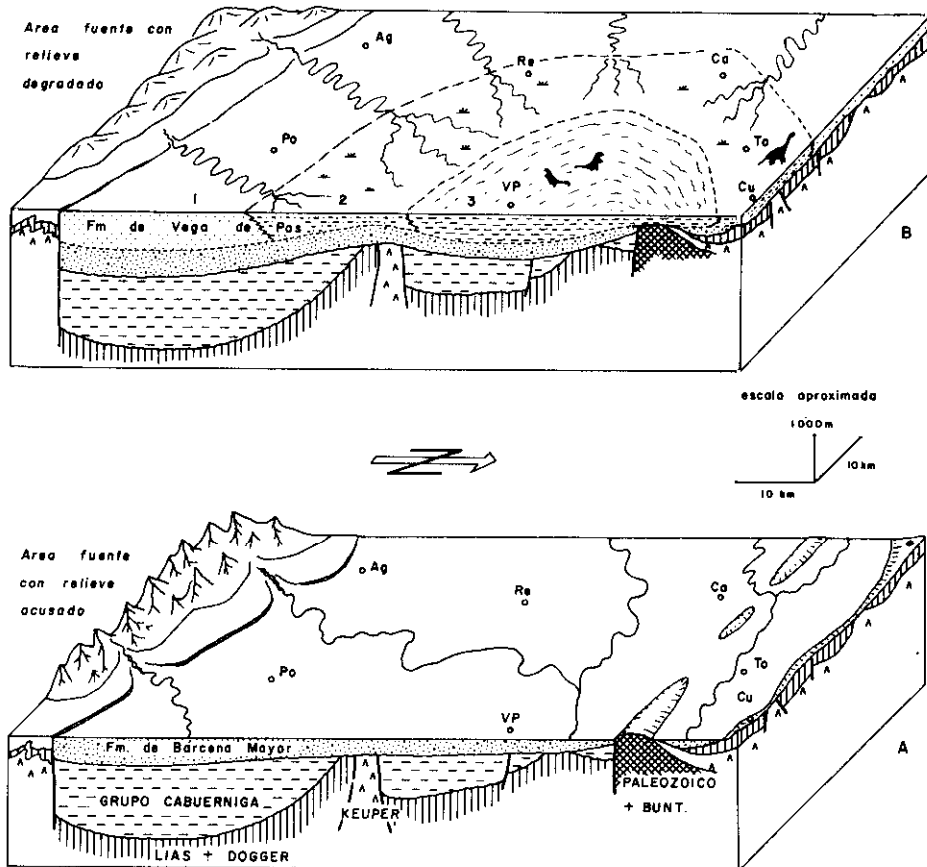 Area fuente con
relieve
degradado
Ag
Re
Ca
Po
To
VP
Cu
1
2
3
Fm de Vega de Pas
B
escala aproximada
1000m
10 km
10 km
Area fuente
con relieve
acusado
Ag
Re
Ca
Po
To
Cu
VP
Fm. de Barcena Mayor
A
GRUPO CABUERNIGA
KEUPER
PALEOZOICO
+ BUNT.
LIAS + DOGGER